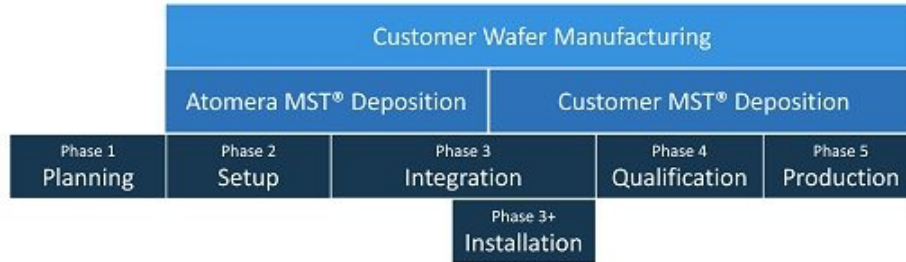 Customer Wafer Manufacturing
Atomera MST® Deposition
Customer MST® Deposition
Phase 1
Planning
Phase 2
Setup
Phase 3
Integration
Phase 4
Qualification
Phase 5
Production
Phase 3+
Installation